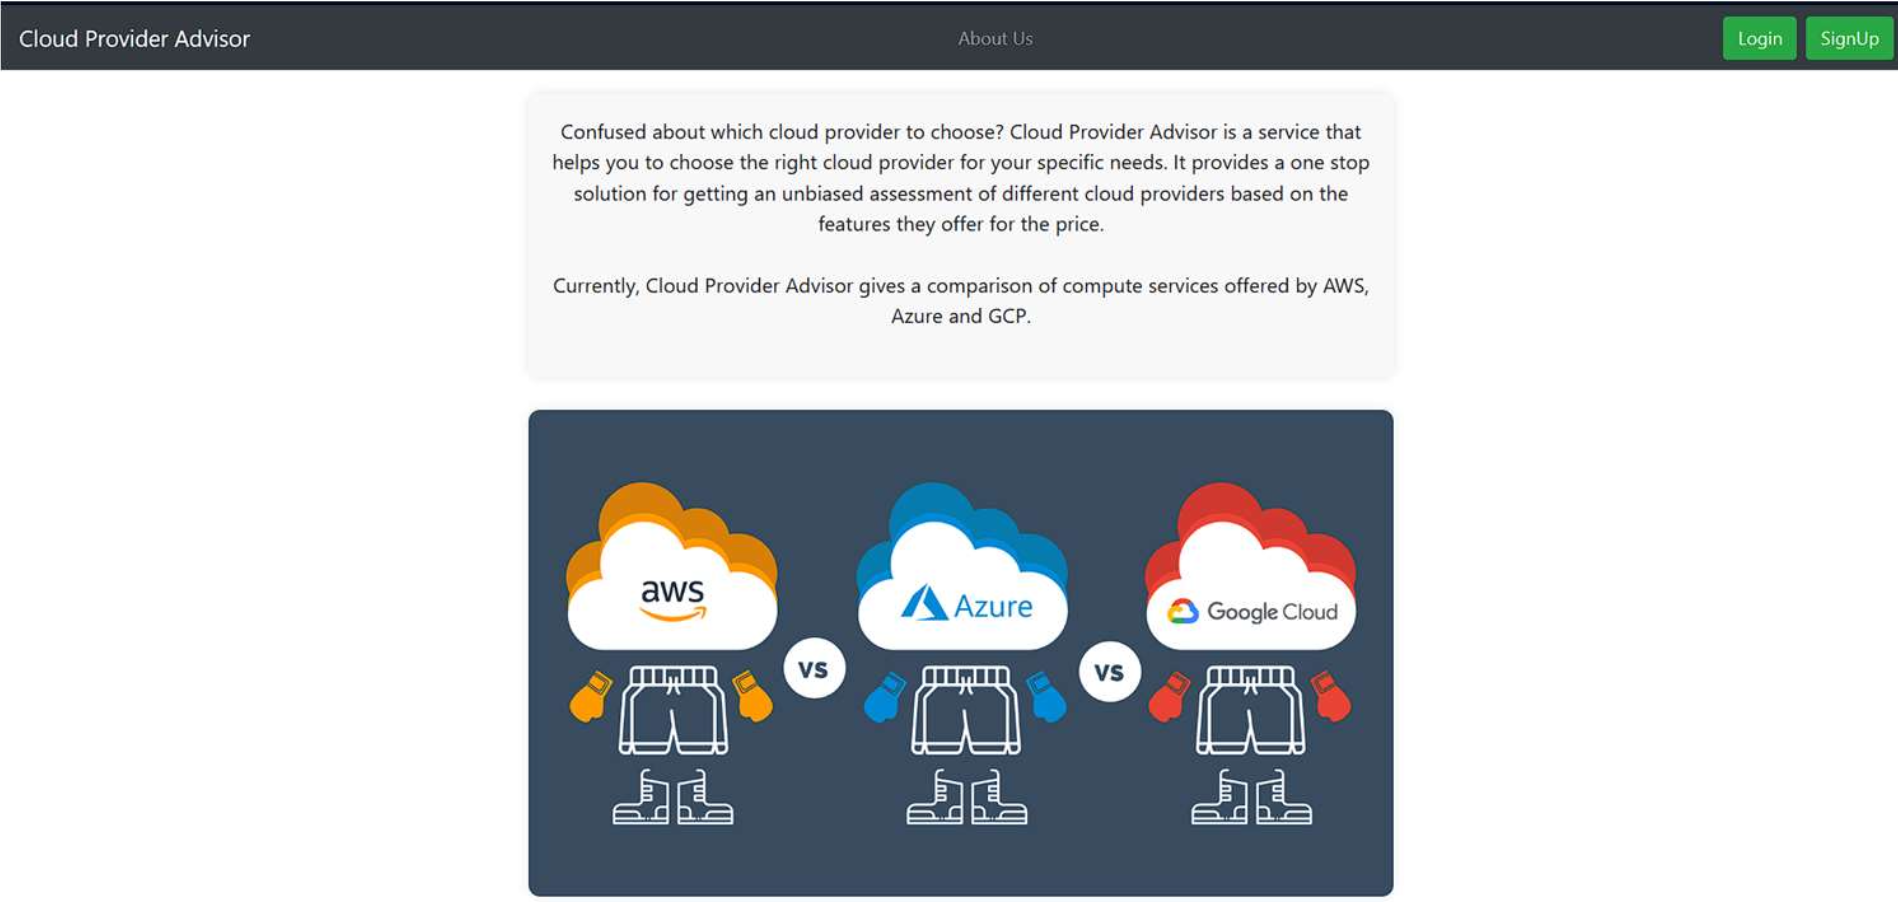 Cloud Provider Advisor
About Us
Login
SignUp
Confused about which cloud provider to choose? Cloud Provider Advisor is a service that
helps you to choose the right cloud provider for your specific needs. It provides a one stop
solution for getting an unbiased assessment of different cloud providers based on the
features they offer for the price.
Currently, Cloud Provider Advisor gives a comparison of compute services offered by AWS,
Azure and GCP.
aws
Azure
Google Cloud
VS
VS